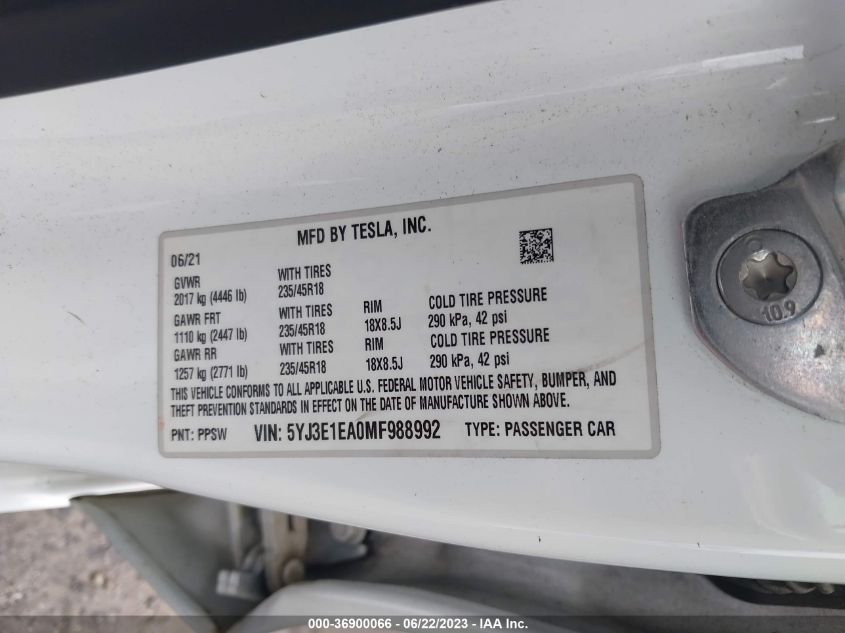 MFD BY TESLA, INC.
06/21
GVWR WITH TIRES
2017 kg (4446 lb) 235/45R18
GAWR FRT WITH TIRES RIM COLD TIRE PRESSURE
1110 kg (2447 lb) 235/45R18 18X8.5J 290 kPa, 42 psi
GAWR RR WITH TIRES RIM COLD TIRE PRESSURE
1257 kg (2771 lb) 235/45R18 18X8.5J 290 kPa, 42 psi
THIS VEHICLE CONFORMS TO ALL APPLICABLE U.S. FEDERAL MOTOR VEHICLE SAFETY, BUMPER, AND
THEFT PREVENTION STANDARDS IN EFFECT ON THE DATE OF MANUFACTURE SHOWN ABOVE.
PNT: PPSW VIN: 5YJ3E1EA0MF988992 TYPE: PASSENGER CAR
10.9
000-36900066 - 06/22/2023 - IAA Inc.